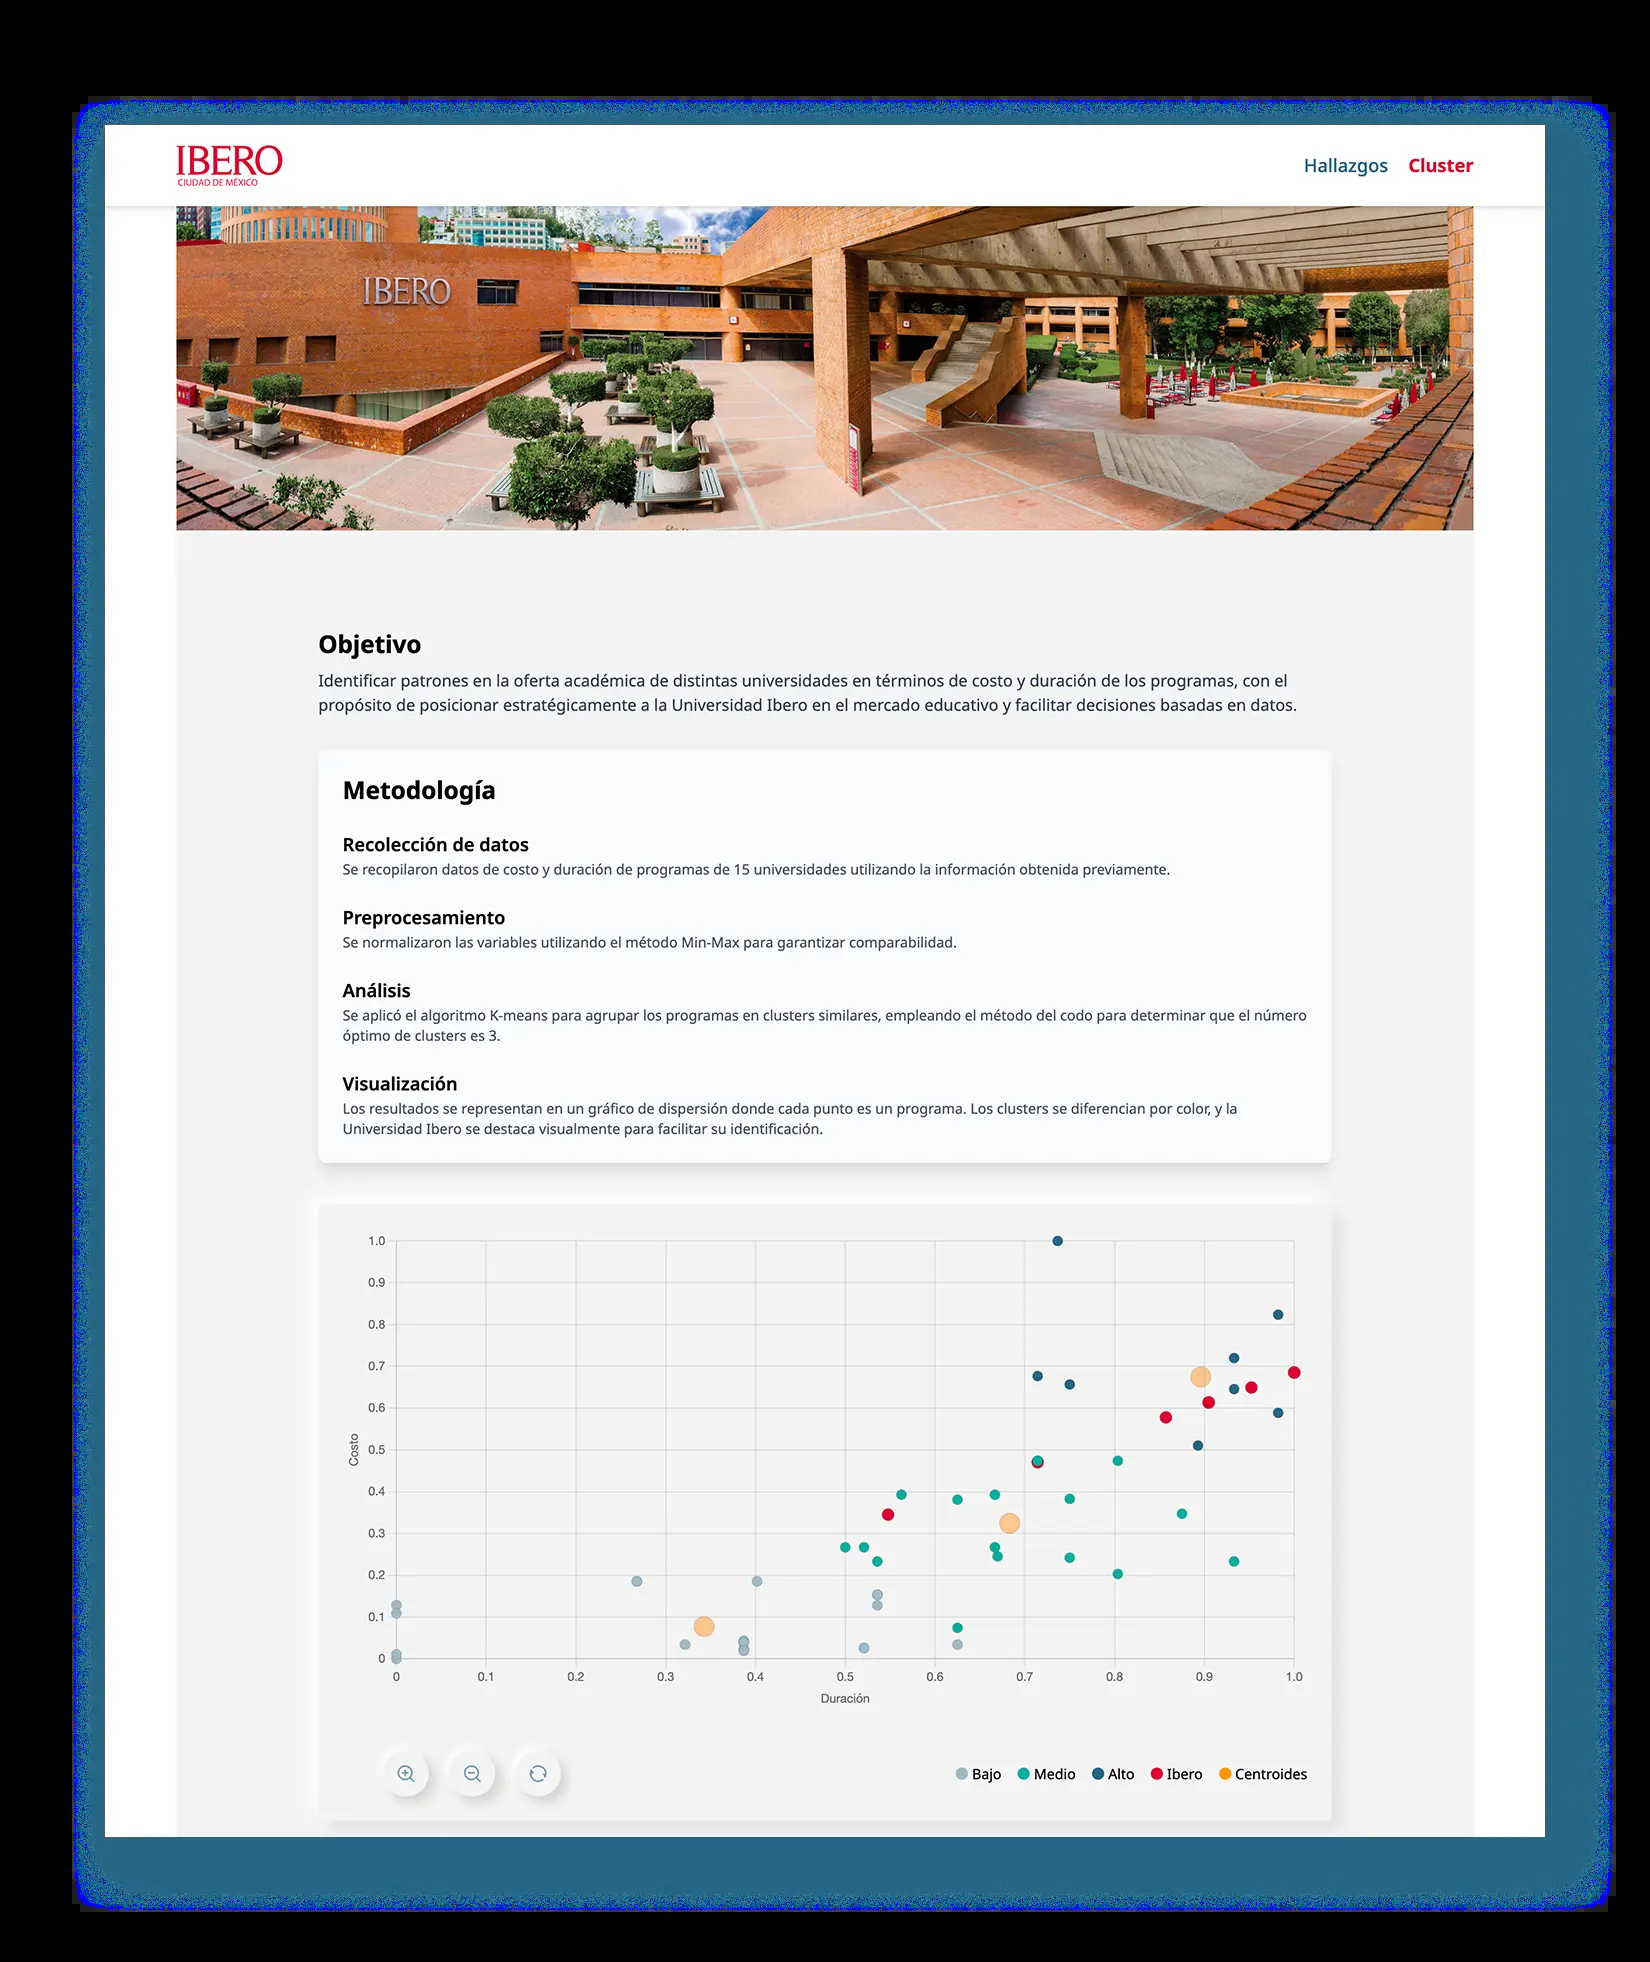 IBERO
CIUDAD DE MÉXICO
Hallazgos Cluster
IBERO
Objetivo
Identificar patrones en la oferta académica de distintas universidades en términos de costo y duración de los programas, con el
propósito de posicionar estratégicamente a la Universidad Ibero en el mercado educativo y facilitar decisiones basadas en datos.
Metodología
Recolección de datos
Se recopilaron datos de costo y duración de programas de 15 universidades utilizando la información obtenida previamente.
Preprocesamiento
Se normalizaron las variables utilizando el método Min-Max para garantizar comparabilidad.
Análisis
Se aplicó el algoritmo K-means para agrupar los programas en clusters similares, empleando el método del codo para determinar que el número
óptimo de clusters es 3.
Visualización
Los resultados se representan en un gráfico de dispersión donde cada punto es un programa. Los clusters se diferencian por color, y la
Universidad Ibero se destaca visualmente para facilitar su identificación.
1.0
0.9
0.8
0.7
0.6
0.5
0.4
0.3
0.2
0.1
0
Costo
0 0.1 0.2 0.3 0.4 0.5 0.6 0.7 0.8 0.9 1.0
Duración
Bajo Medio Alto Ibero Centroides